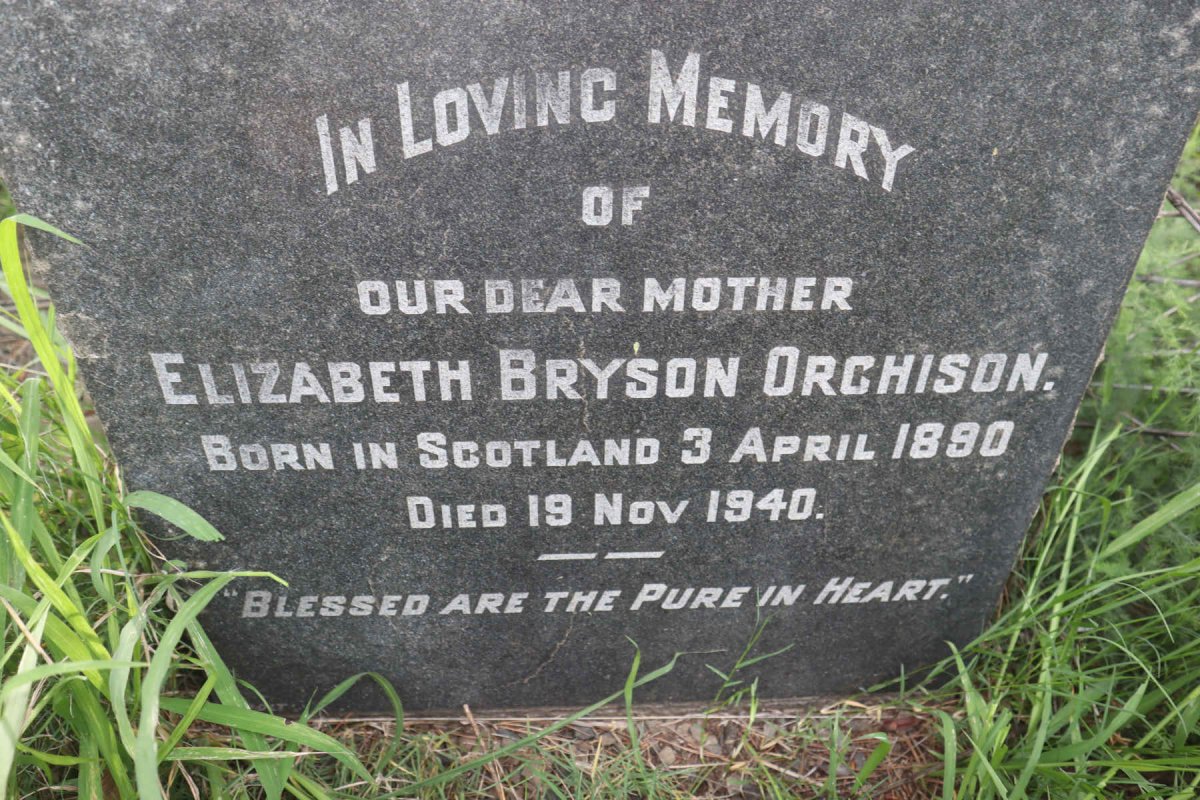 In Loving Memory
OF
OUR DEAR MOTHER
Elizabeth Bryson Orchison.
Born in Scotland 3 April 1890
Died 19 Nov 1940.
"Blessed are the Pure in Heart."